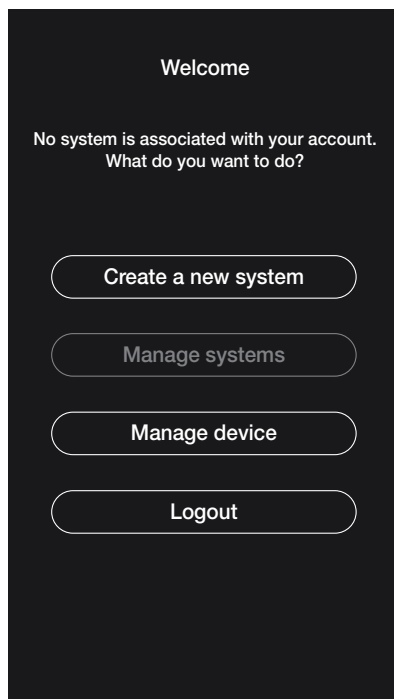 Welcome
No system is associated with your account.
What do you want to do?
Create a new system
Manage systems
Manage device
Logout